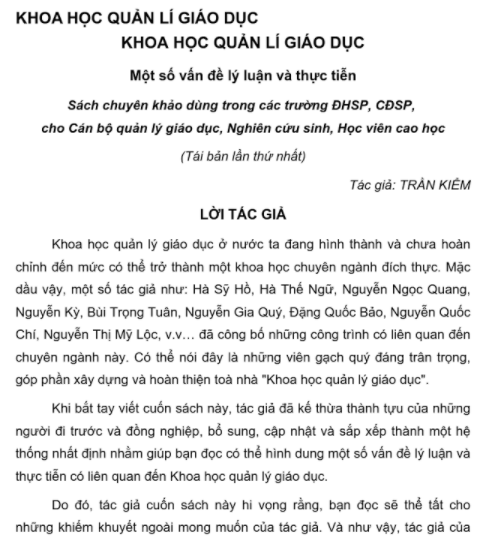 KHOA HỌC QUẢN LÍ GIÁO DỤC
KHOA HỌC QUẢN LÍ GIÁO DỤC
Một số vấn đề lý luận và thực tiễn
Sách chuyên khảo dùng trong các trường ĐHSP, CĐSP,
cho Cán bộ quản lý giáo dục, Nghiên cứu sinh, Học viên cao học
(Tái bản lần thứ nhất)
Tác giả: TRẦN KIỂM
LỜI TÁC GIẢ
Khoa học quản lý giáo dục ở nước ta đang hình thành và chưa hoàn
chỉnh đến mức có thể trở thành một khoa học chuyên ngành đích thực. Mặc
dầu vậy, một số tác giả như: Hà Sỹ Hồ, Hà Thế Ngữ, Nguyễn Ngọc Quang,
Nguyễn Kỳ, Bùi Trọng Tuân, Nguyễn Gia Quý, Đặng Quốc Bảo, Nguyễn Quốc
Chí, Nguyễn Thị Mỹ Lộc, v.v... đã công bố những công trình có liên quan đến
chuyên ngành này. Có thể nói đây là những viên gạch quý đáng trân trọng,
góp phần xây dựng và hoàn thiện toà nhà "Khoa học quản lý giáo dục".
Khi bắt tay viết cuốn sách này, tác giả đã kế thừa thành tựu của những
người đi trước và đồng nghiệp, bổ sung, cập nhật và sắp xếp thành một hệ
thống nhất định nhằm giúp bạn đọc có thể hình dung một số vấn đề lý luận và
thực tiễn có liên quan đến Khoa học quản lý giáo dục.
Do đó, tác giả cuốn sách này hi vọng rằng, bạn đọc sẽ thể tất cho
những khiếm khuyết ngoài mong muốn của tác giả. Và như vậy, tác giả của